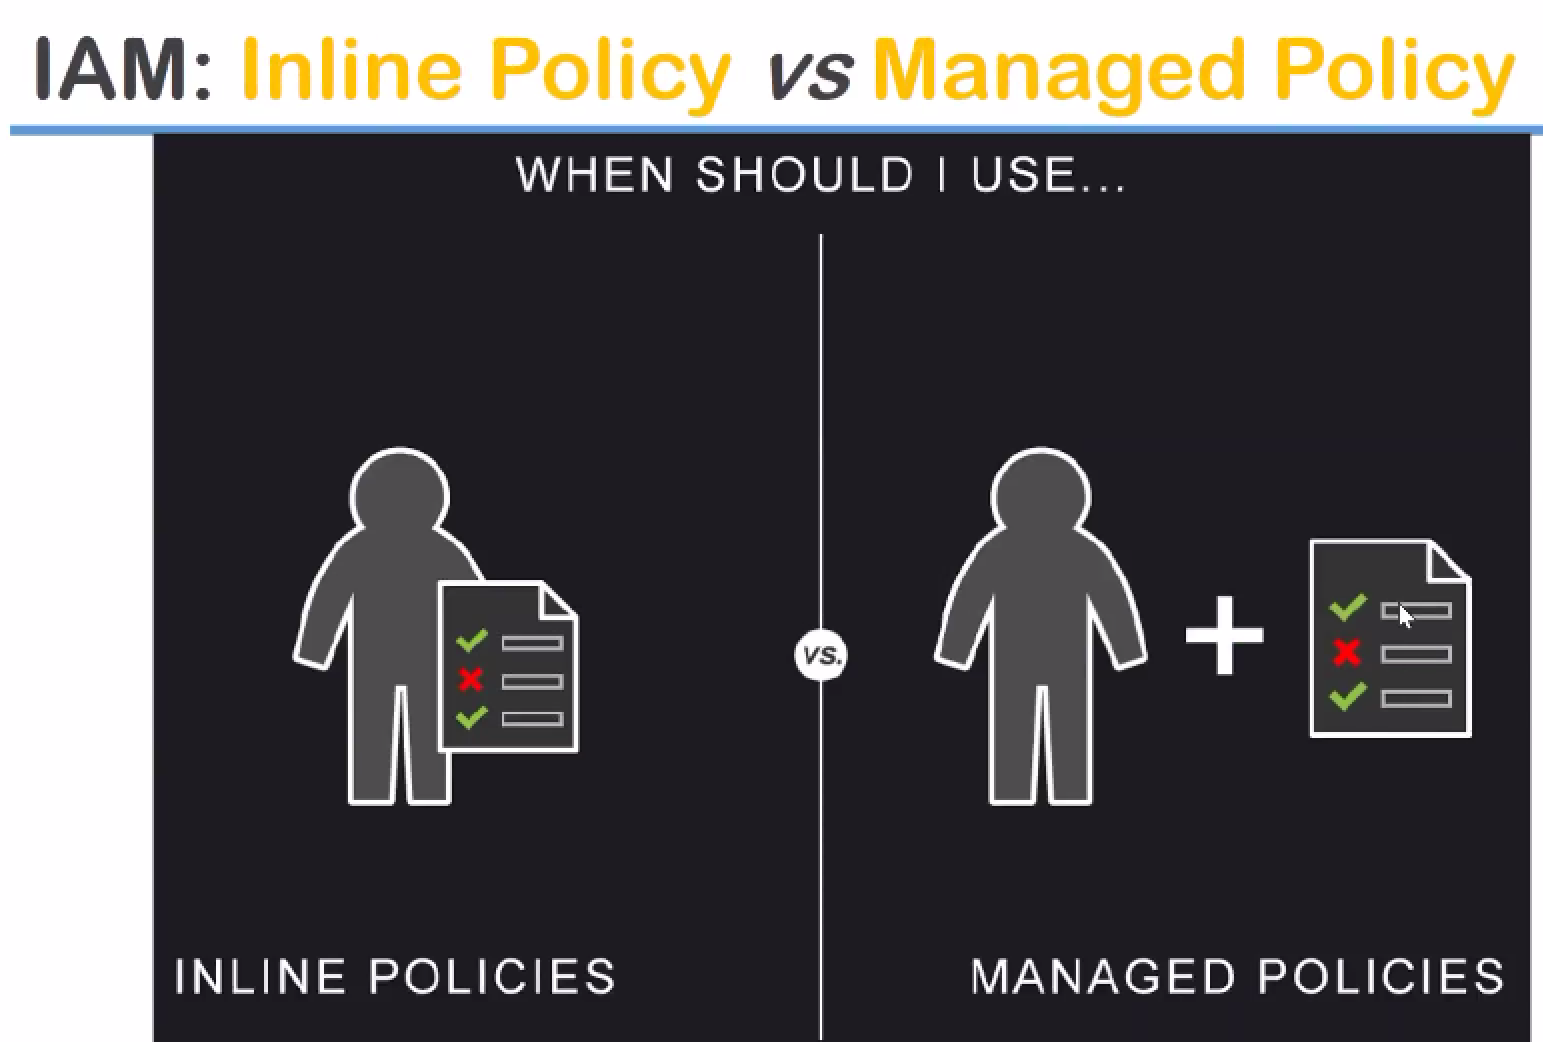 IAM: Inline Policy vs Managed Policy
WHEN SHOULD I USE...
VS.
INLINE POLICIES
MANAGED POLICIES